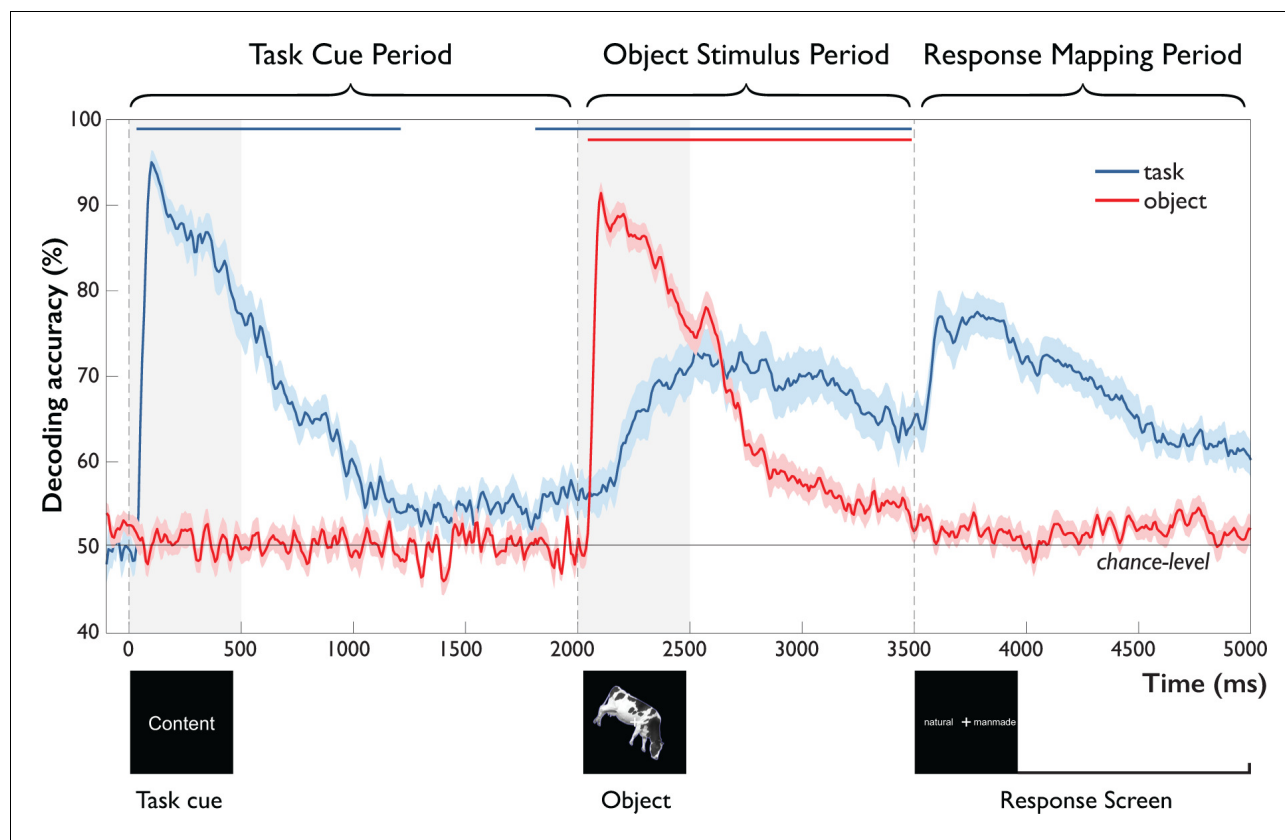 Task Cue Period
Object Stimulus Period
Response Mapping Period
100
90
80
70
60
50
40
Decoding accuracy (%)
task
object
chance-level
0
500
1000
1500
2000
2500
3000
3500
4000
4500
5000
Time (ms)
Content
natural + manmade
Task cue
Object
Response Screen